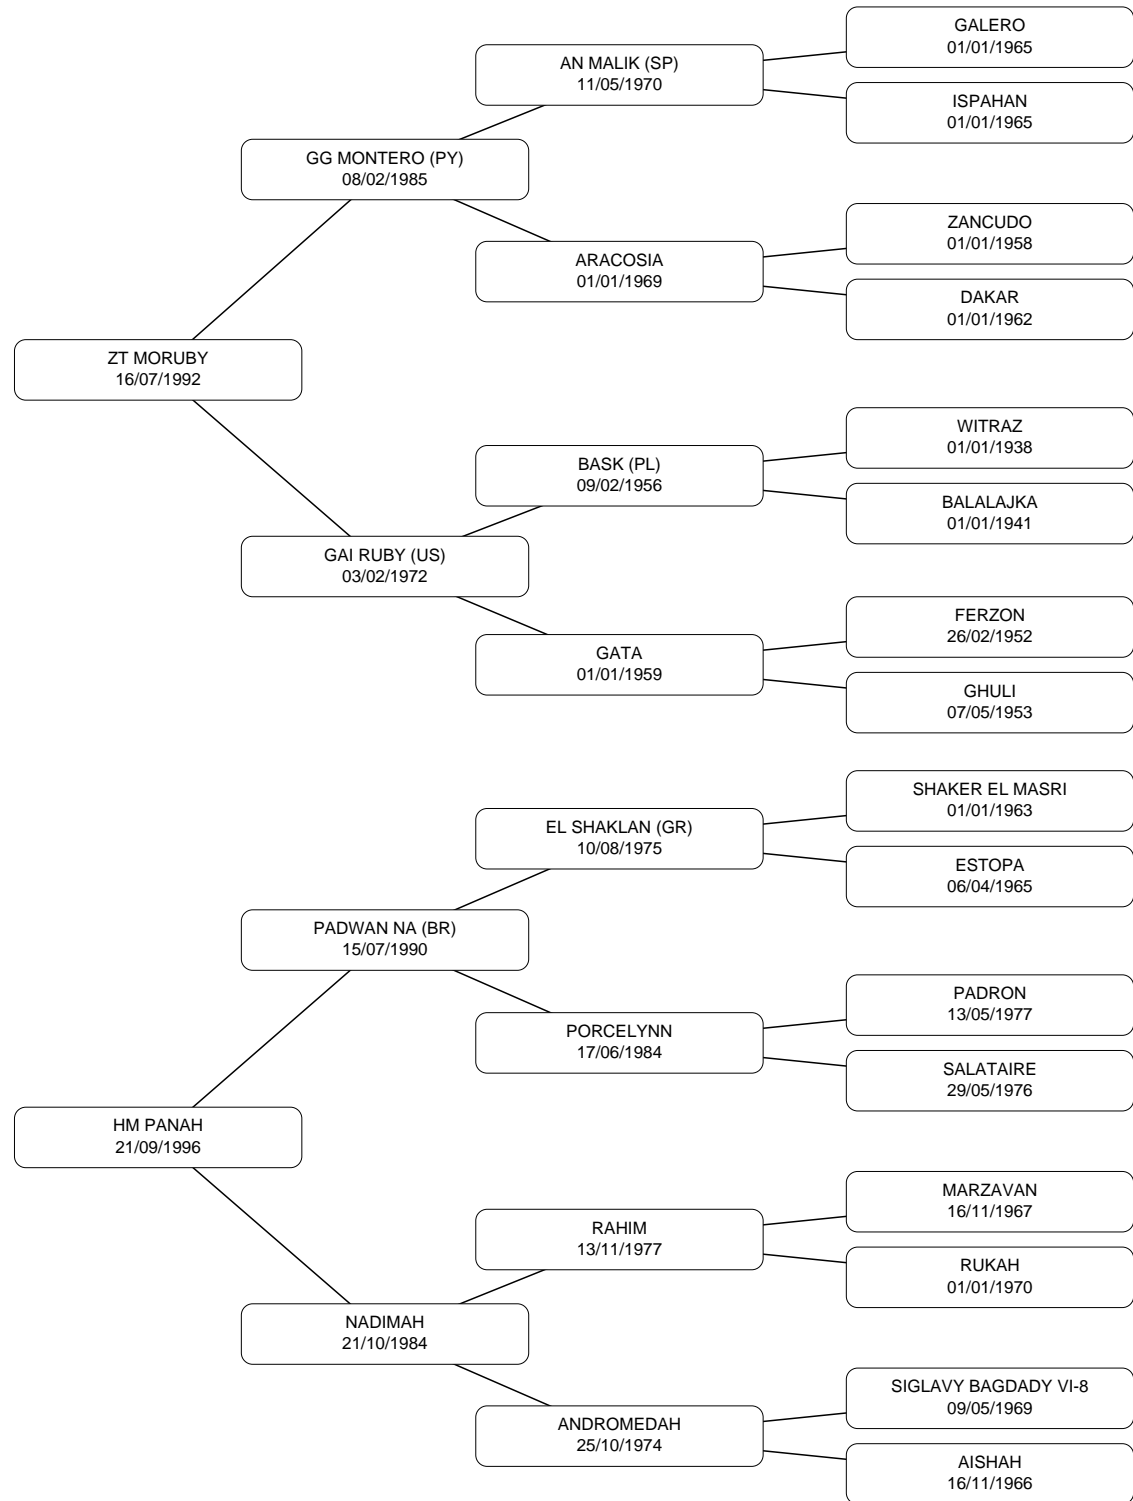 GALERO
01/01/1965
AN MALIK (SP)
11/05/1970
ISPAHAN
01/01/1965
GG MONTERO (PY)
08/02/1985
ZANCUDO
01/01/1958
ARACOSIA
01/01/1969
DAKAR
01/01/1962
ZT MORUBY
16/07/1992
WITRAZ
01/01/1938
BASK (PL)
09/02/1956
BALALAJKA
01/01/1941
GAI RUBY (US)
03/02/1972
FERZON
26/02/1952
GATA
01/01/1959
GHULI
07/05/1953
SHAKER EL MASRI
01/01/1963
EL SHAKLAN (GR)
10/08/1975
ESTOPA
06/04/1965
PADWAN NA (BR)
15/07/1990
PADRON
13/05/1977
PORCELYNN
17/06/1984
SALATAIRE
29/05/1976
HM PANAH
21/09/1996
MARZAVAN
16/11/1967
RAHIM
13/11/1977
RUKAH
01/01/1970
NADIMAH
21/10/1984
SIGLAVY BAGDADY VI-8
09/05/1969
ANDROMEDAH
25/10/1974
AISHAH
16/11/1966